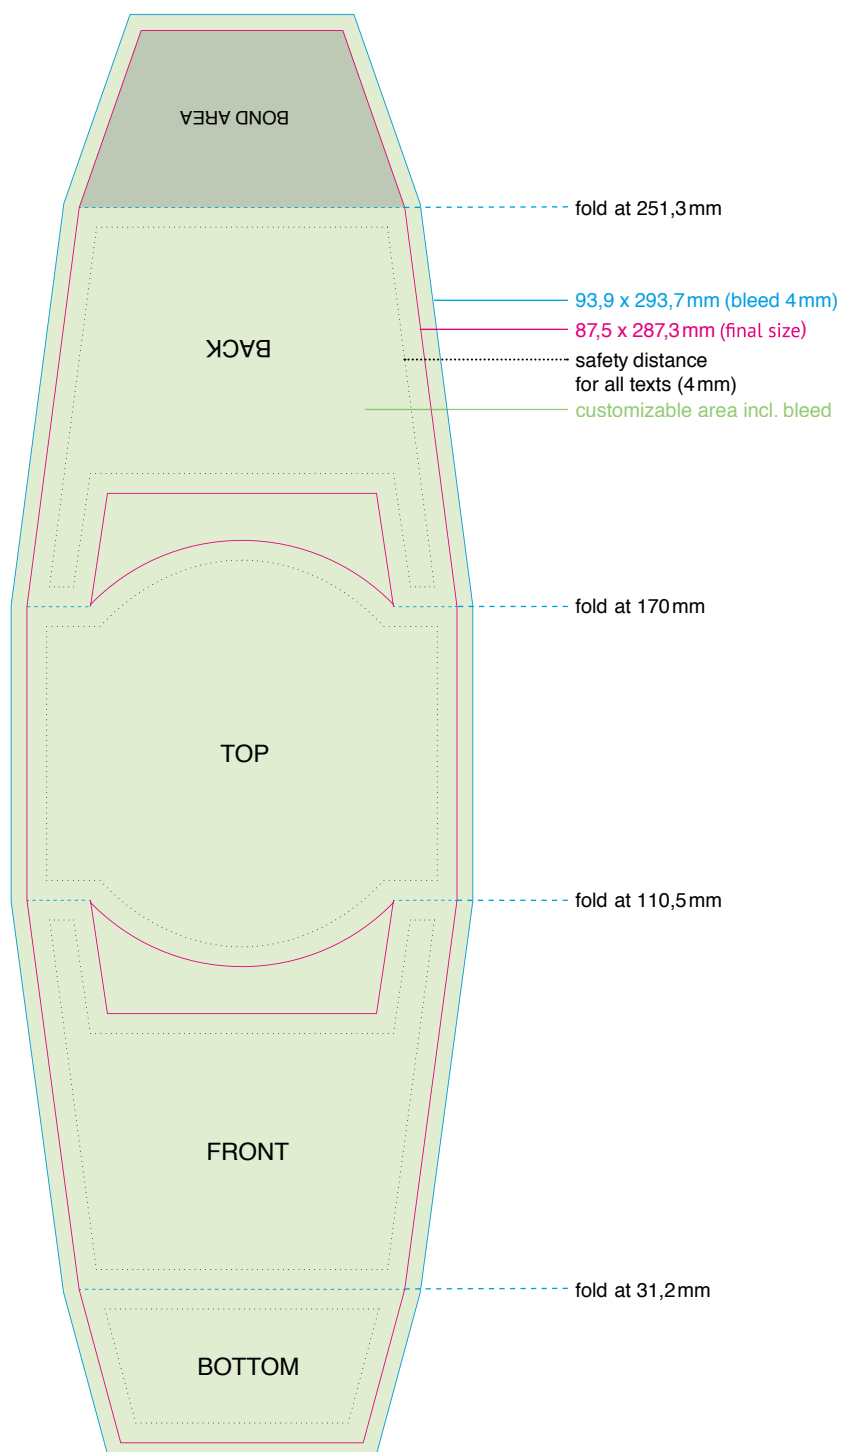 BOND AREA
fold at 251,3 mm
93,9 x 293,7 mm (bleed 4 mm)
87,5 x 287,3 mm (final size)
BACK
safety distance
for all texts (4 mm)
customizable area incl. bleed
fold at 170 mm
TOP
fold at 110,5 mm
FRONT
fold at 31,2 mm
BOTTOM